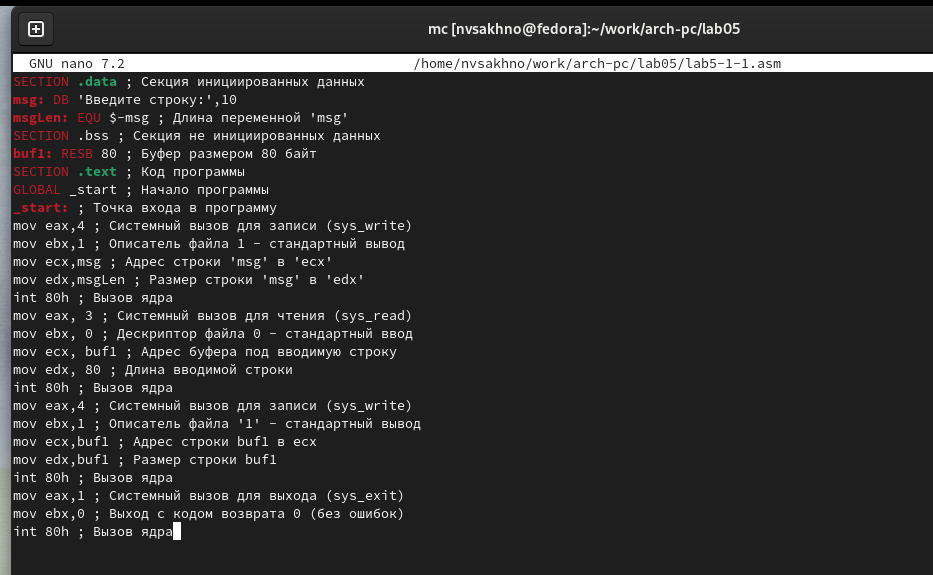 mc [nvsakhno@fedora]:~/work/arch-pc/lab05
GNU nano 7.2 /home/nvsakhno/work/arch-pc/lab05/lab5-1-1.asm
SECTION .data ; Секция инициированных данных
msg: DB 'Введите строку:',10
msgLen: EQU $-msg ; Длина переменной 'msg'
SECTION .bss ; Секция не инициированных данных
buf1: RESB 80 ; Буфер размером 80 байт
SECTION .text ; Код программы
GLOBAL _start ; Начало программы
_start: ; Точка входа в программу
mov eax,4 ; Системный вызов для записи (sys_write)
mov ebx,1 ; Описатель файла 1 - стандартный вывод
mov ecx,msg ; Адрес строки 'msg' в 'ecx'
mov edx,msgLen ; Размер строки 'msg' в 'edx'
int 80h ; Вызов ядра
mov eax, 3 ; Системный вызов для чтения (sys_read)
mov ebx, 0 ; Дескриптор файла 0 - стандартный ввод
mov ecx, buf1 ; Адрес буфера под вводимую строку
mov edx, 80 ; Длина вводимой строки
int 80h ; Вызов ядра
mov eax,4 ; Системный вызов для записи (sys_write)
mov ebx,1 ; Описатель файла '1' - стандартный вывод
mov ecx,buf1 ; Адрес строки buf1 в ecx
mov edx,buf1 ; Размер строки buf1
int 80h ; Вызов ядра
mov eax,1 ; Системный вызов для выхода (sys_exit)
mov ebx,0 ; Выход с кодом возврата 0 (без ошибок)
int 80h ; Вызов ядра